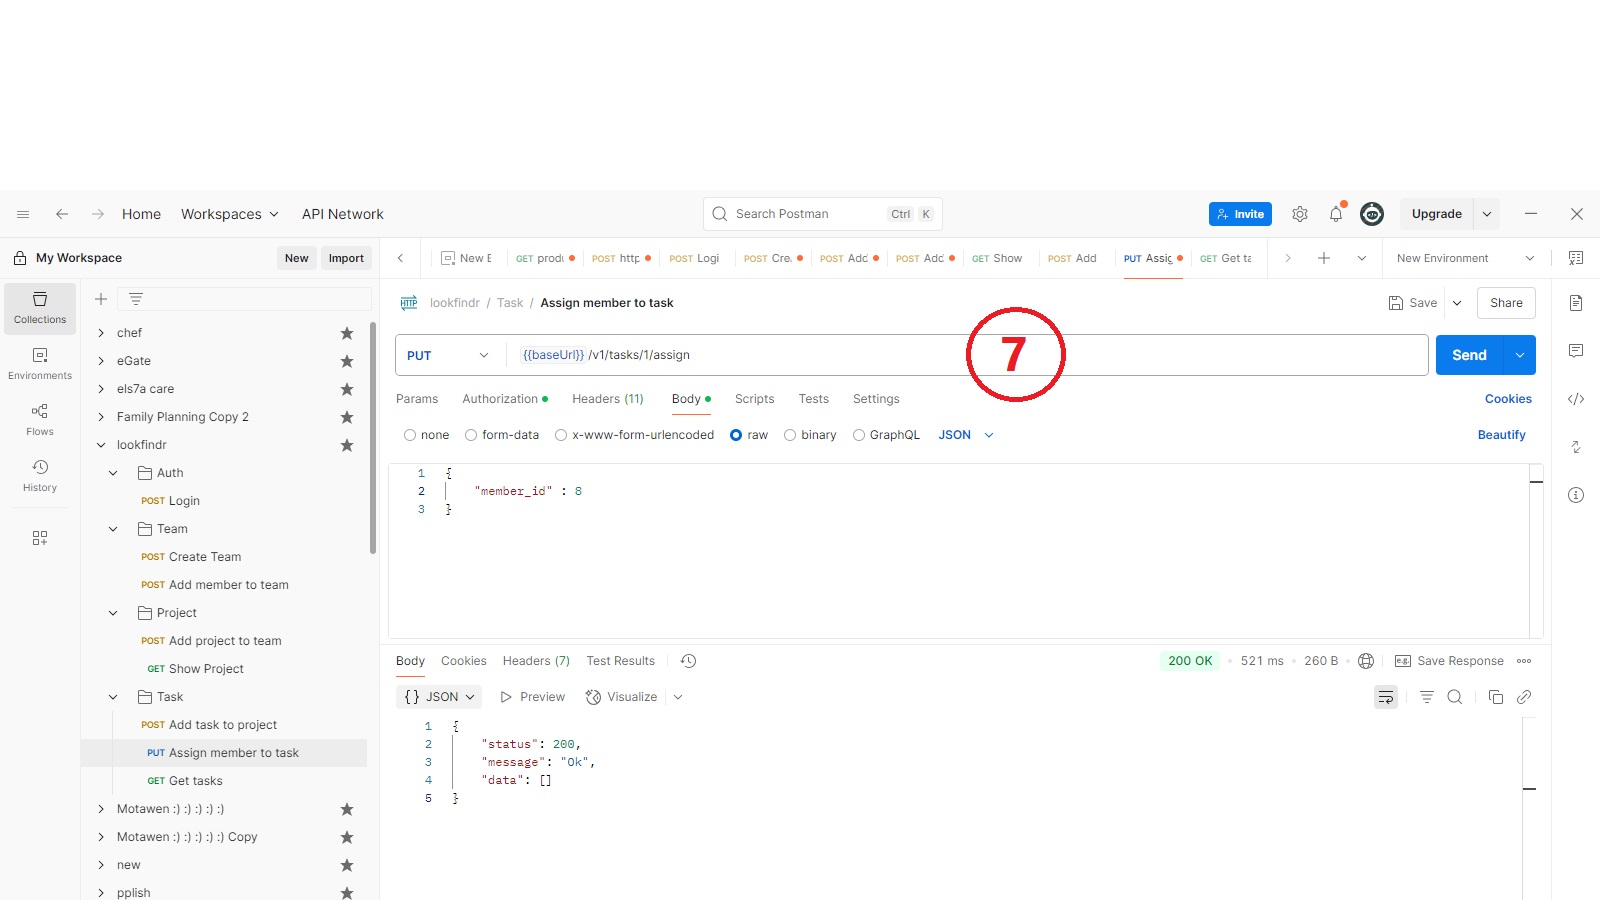 Home Workspaces API Network Search Postman Ctrl K Invite Upgrade
My Workspace New Import New E GET produ POST http POST Logi POST Cre. POST Add POST Add GET Show POST Add PUT Assig GET Get ta New Environment
Collections
Environments
Flows
History
chef
eGate
els7a care
Family Planning Copy 2
lookfindr
Auth
POST Login
Team
POST Create Team
POST Add member to team
Project
POST Add project to team
GET Show Project
Task
POST Add task to project
PUT Assign member to task
GET Get tasks
Motawen :) :) :) :) :)
Motawen :) :) :) :) :) Copy
new
pplish
HTTP lookfindr / Task / Assign member to task Save Share
PUT {{baseUrl}} /v1/tasks/1/assign Send
7
Params Authorization Headers (11) Body Scripts Tests Settings Cookies
none form-data x-www-form-urlencoded raw binary GraphQL JSON Beautify
1 {
2 "member_id" : 8
3 }
Body Cookies Headers (7) Test Results 200 OK • 521 ms • 260 B e.g. Save Response
{} JSON Preview Visualize
1 {
2 "status": 200,
3 "message": "Ok",
4 "data": []
5 }